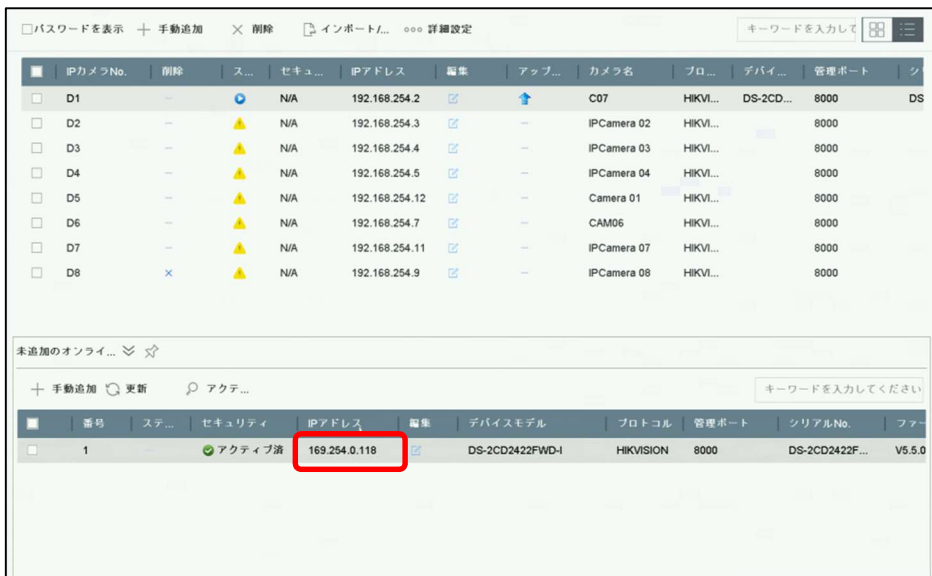 パスワードを表示 手動追加 削除 インポート/... 詳細設定 キーワードを入力して
IPカメラNo. 削除 ス... セキュ... IPアドレス 編集 アップ... カメラ名 プロ... デバイ... 管理ポート シリ
D1 – N/A 192.168.254.2 C07 HIKVI... DS-2CD... 8000 DS
D2 – N/A 192.168.254.3 – IPCamera 02 HIKVI... 8000
D3 – N/A 192.168.254.4 – IPCamera 03 HIKVI... 8000
D4 – N/A 192.168.254.5 – IPCamera 04 HIKVI... 8000
D5 – N/A 192.168.254.12 – Camera 01 HIKVI... 8000
D6 – N/A 192.168.254.7 – CAM06 HIKVI... 8000
D7 – N/A 192.168.254.11 – IPCamera 07 HIKVI... 8000
D8 × N/A 192.168.254.9 – IPCamera 08 HIKVI... 8000
未追加のオンライ...
手動追加 更新 アクテ... キーワードを入力してください
番号 ステ... セキュリティ IPアドレス 編集 デバイスモデル プロトコル 管理ポート シリアルNo. ファー
1 – アクティブ済 169.254.0.118 DS-2CD2422FWD-I HIKVISION 8000 DS-2CD2422F... V5.5.0